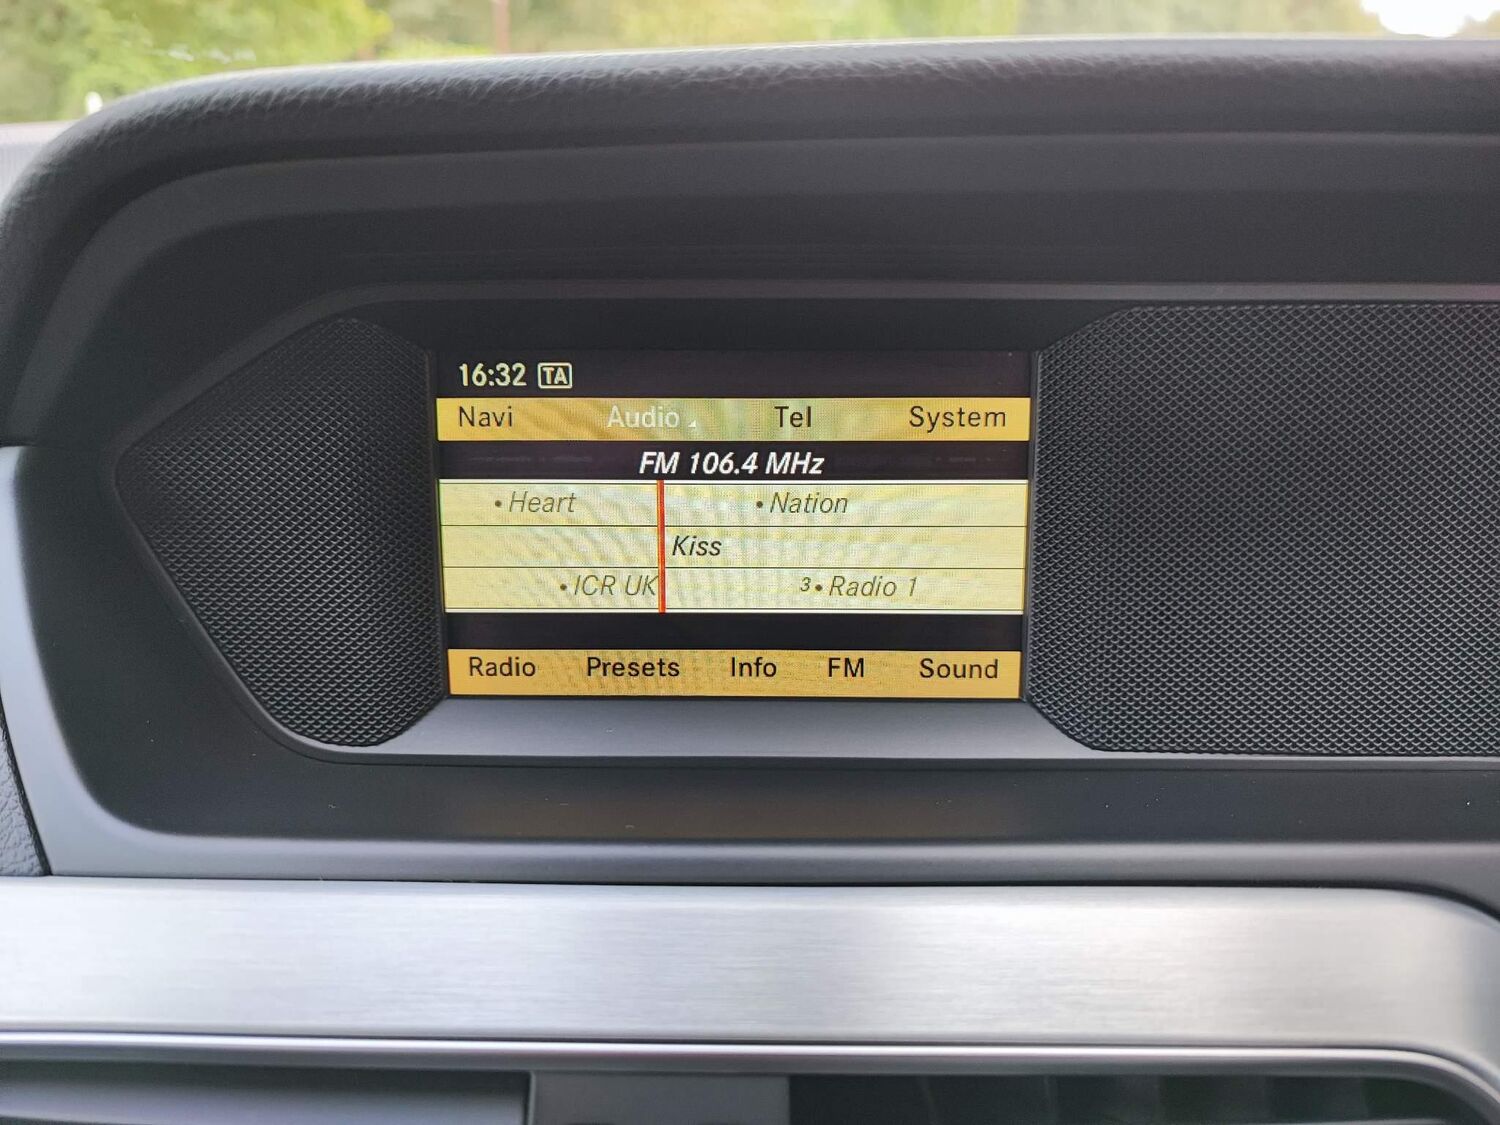 16:32 TA
Navi Audio Tel System
FM 106.4 MHz
• Heart • Nation
Kiss
• ICR UK 3 • Radio 1
Radio Presets Info FM Sound